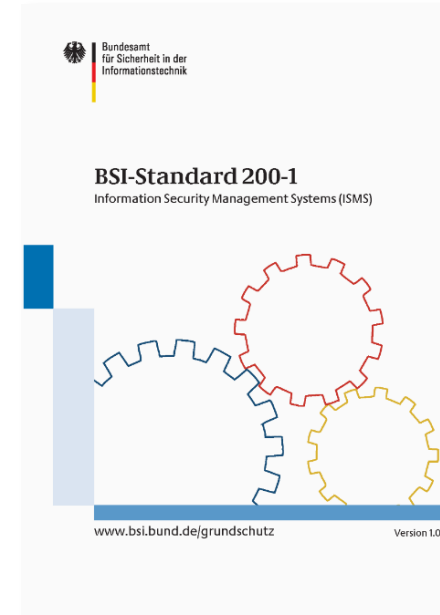 Bundesamt
für Sicherheit in der
Informationstechnik
BSI-Standard 200-1
Information Security Management Systems (ISMS)
www.bsi.bund.de/grundschutz
Version 1.0